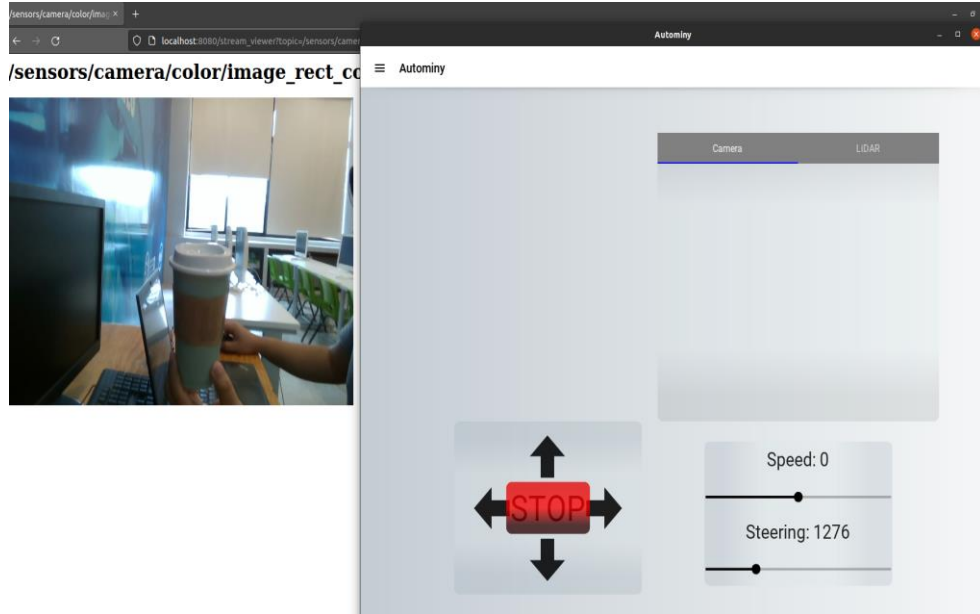 /sensors/camera/color/imag
localhost:8080/stream_viewer?topic=/sensors/came
/sensors/camera/color/image_rect_co
Autominy
Autominy
Camera
LiDAR
STOP
Speed: 0
Steering: 1276